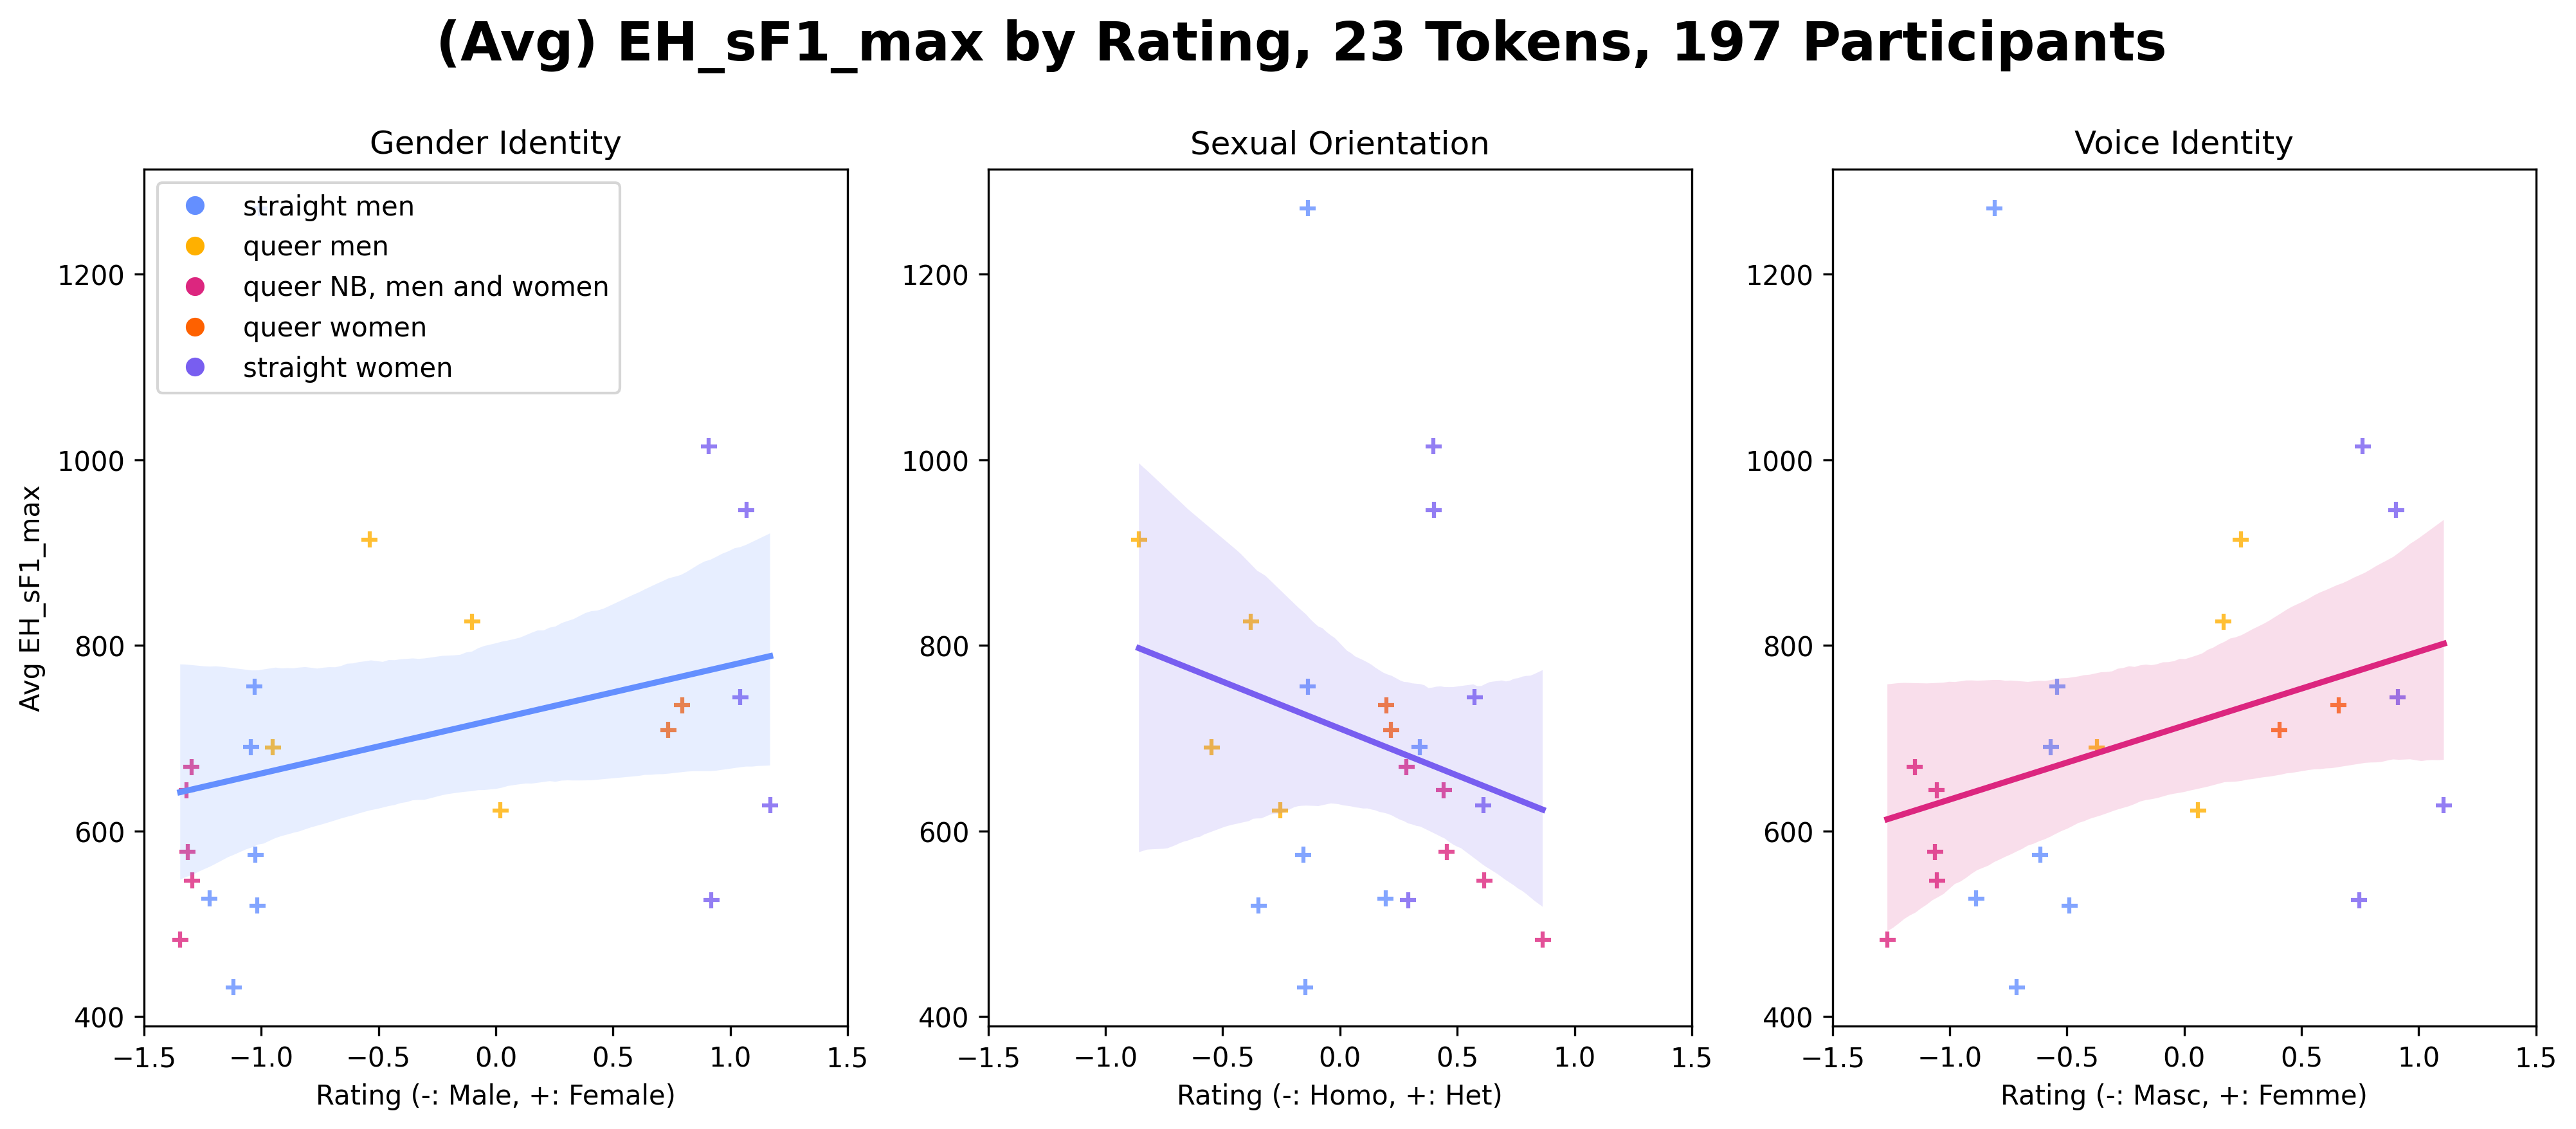 (Avg) EH_sF1_max by Rating, 23 Tokens, 197 Participants
Gender Identity
straight men
queer men
queer NB, men and women
queer women
straight women
1200
1000
800
600
400
Avg EH_sF1_max
−1.5 −1.0 −0.5 0.0 0.5 1.0 1.5
Rating (-: Male, +: Female)
Sexual Orientation
1200
1000
800
600
400
−1.5 −1.0 −0.5 0.0 0.5 1.0 1.5
Rating (-: Homo, +: Het)
Voice Identity
1200
1000
800
600
400
−1.5 −1.0 −0.5 0.0 0.5 1.0 1.5
Rating (-: Masc, +: Femme)